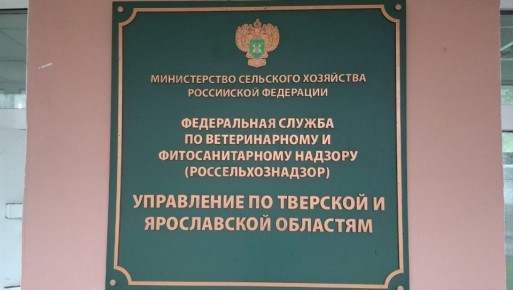 МИНИСТЕРСТВО СЕЛЬСКОГО ХОЗЯЙСТВА
РОССИЙСКОЙ ФЕДЕРАЦИИ
ФЕДЕРАЛЬНАЯ СЛУЖБА
ПО ВЕТЕРИНАРНОМУ И
ФИТОСАНИТАРНОМУ НАДЗОРУ
(РОССЕЛЬХОЗНАДЗОР)
УПРАВЛЕНИЕ ПО ТВЕРСКОЙ И
ЯРОСЛАВСКОЙ ОБЛАСТЯМ